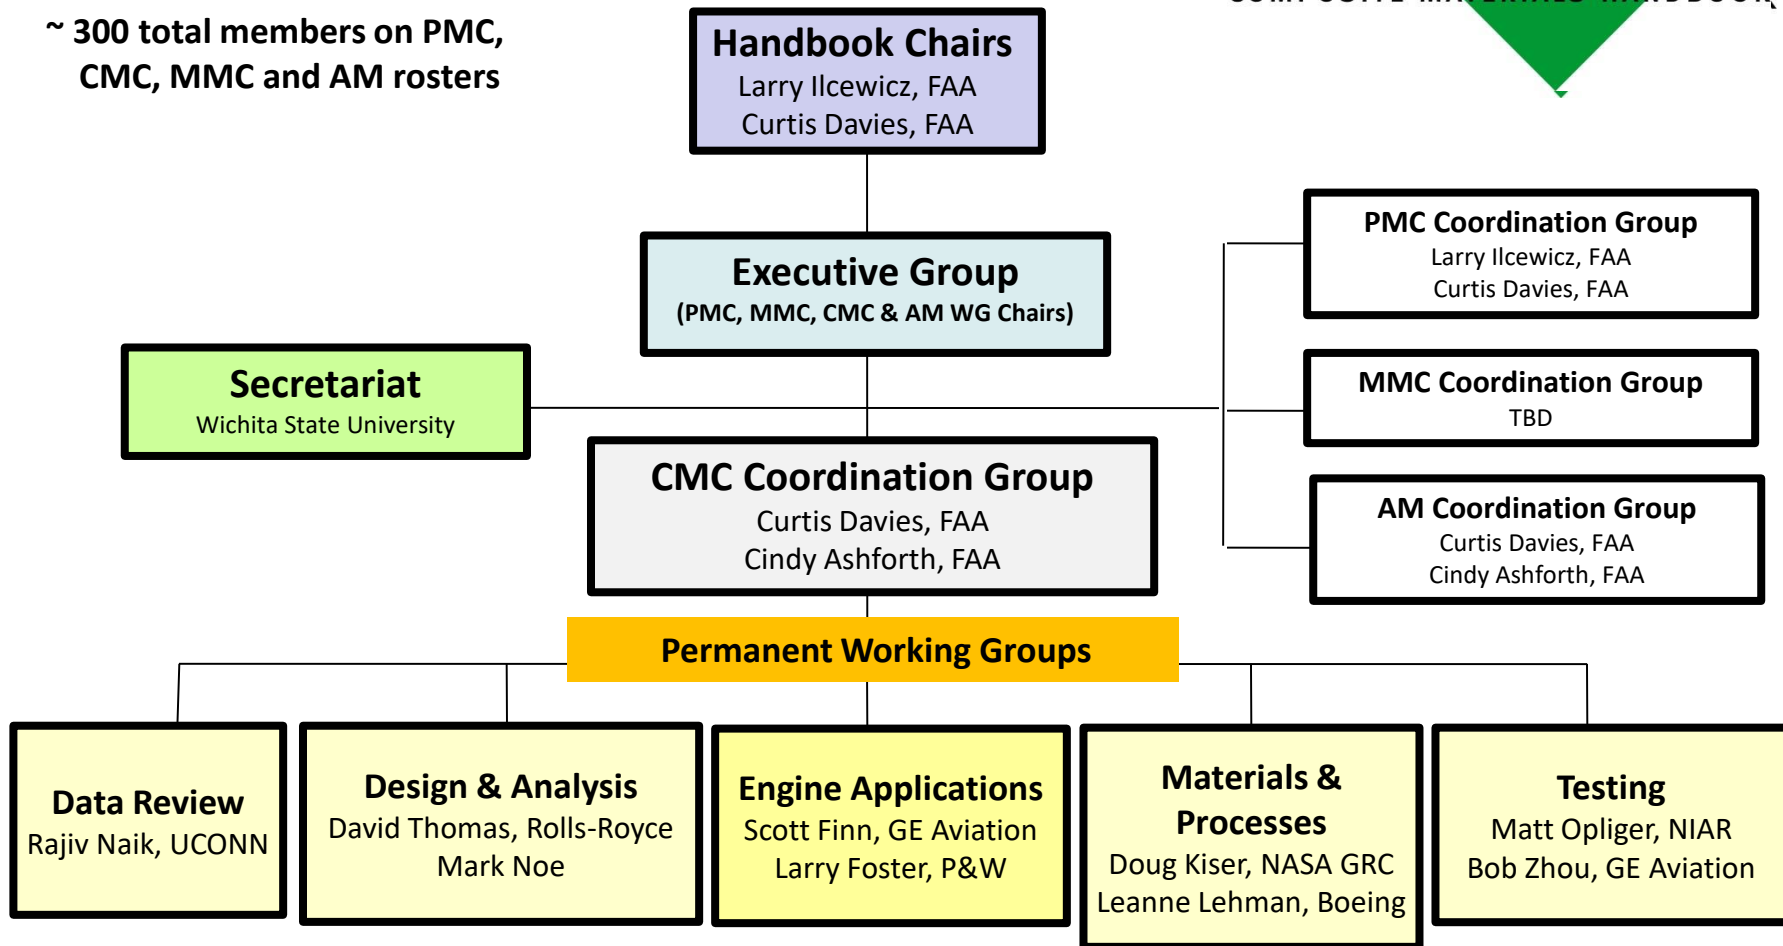 ~ 300 total members on PMC,
CMC, MMC and AM rosters
COMPOSITE MATERIALS HANDBOOK
Handbook Chairs
Larry Ilcewicz, FAA
Curtis Davies, FAA
Executive Group
(PMC, MMC, CMC & AM WG Chairs)
PMC Coordination Group
Larry Ilcewicz, FAA
Curtis Davies, FAA
Secretariat
Wichita State University
MMC Coordination Group
TBD
CMC Coordination Group
Curtis Davies, FAA
Cindy Ashforth, FAA
AM Coordination Group
Curtis Davies, FAA
Cindy Ashforth, FAA
Permanent Working Groups
Data Review
Rajiv Naik, UCONN
Design & Analysis
David Thomas, Rolls-Royce
Mark Noe
Engine Applications
Scott Finn, GE Aviation
Larry Foster, P&W
Materials &
Processes
Doug Kiser, NASA GRC
Leanne Lehman, Boeing
Testing
Matt Opliger, NIAR
Bob Zhou, GE Aviation